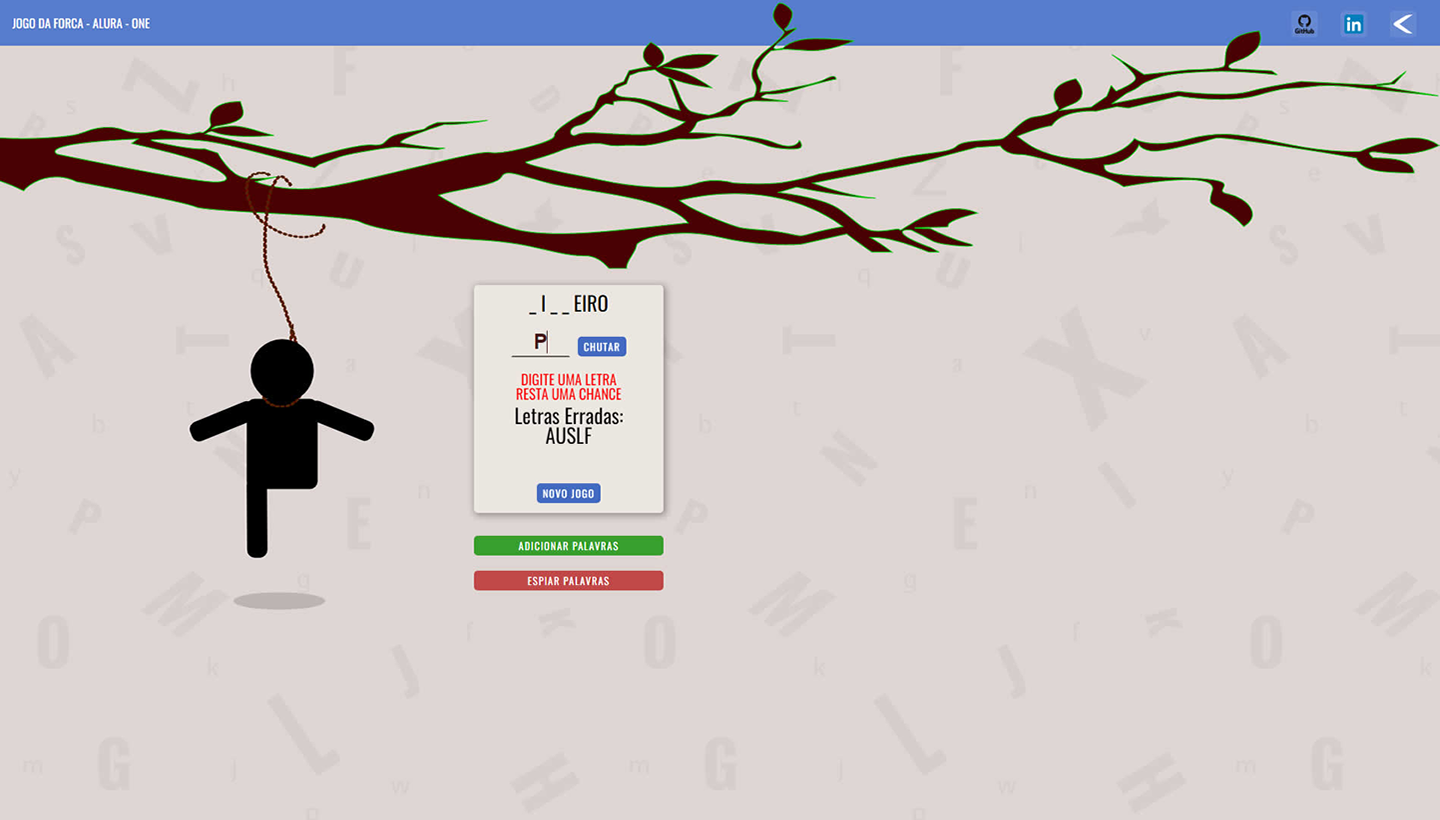 JOGO DA FORCA - ALURA - ONE
GitHub
in
_ I _ _ EIRO
P
CHUTAR
DIGITE UMA LETRA
RESTA UMA CHANCE
Letras Erradas:
AUSLF
NOVO JOGO
ADICIONAR PALAVRAS
ESPIAR PALAVRAS